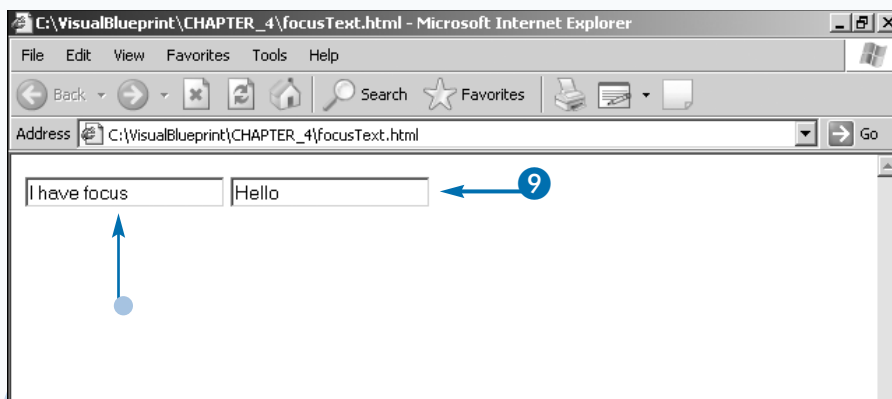 C:\VisualBlueprint\CHAPTER_4\focusText.html - Microsoft Internet Explorer
File Edit View Favorites Tools Help
Back Search Favorites
Address C:\VisualBlueprint\CHAPTER_4\focusText.html Go
I have focus Hello 9